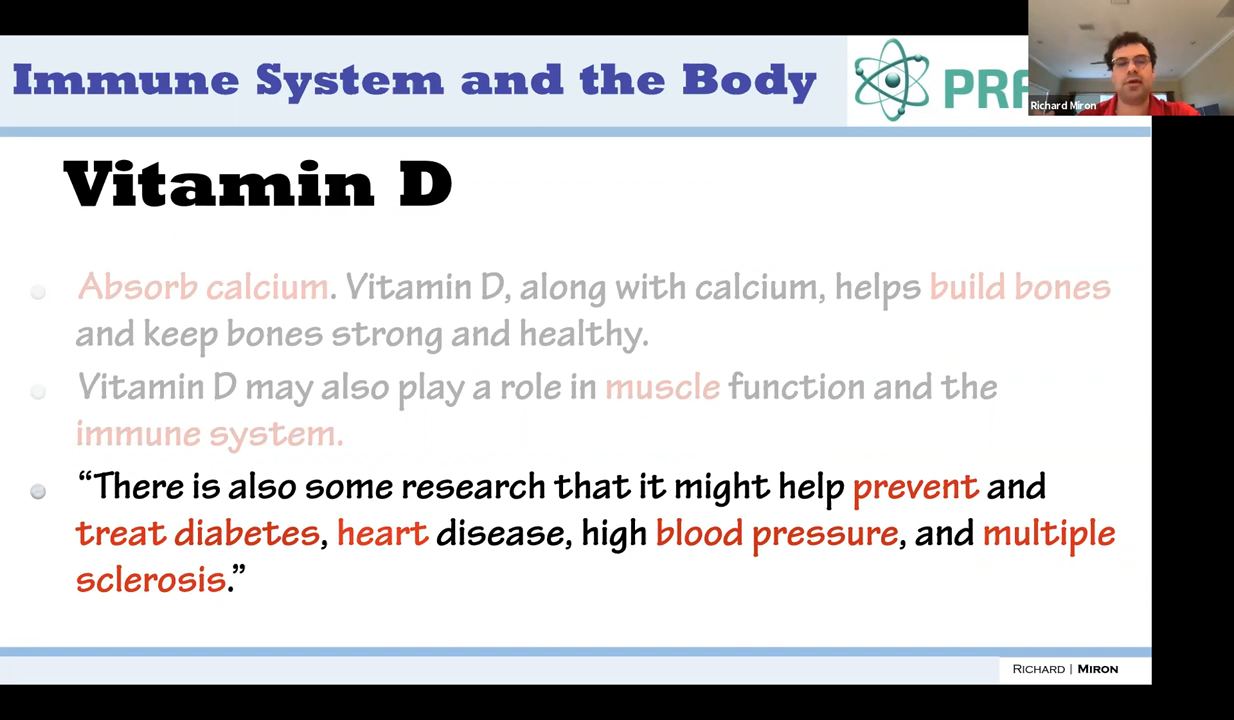 Immune System and the Body
PRF
Richard Miron
Vitamin D
Absorb calcium. Vitamin D, along with calcium, helps build bones
and keep bones strong and healthy.
Vitamin D may also play a role in muscle function and the
immune system.
“There is also some research that it might help prevent and
treat diabetes, heart disease, high blood pressure, and multiple
sclerosis.”
RICHARD | MIRON